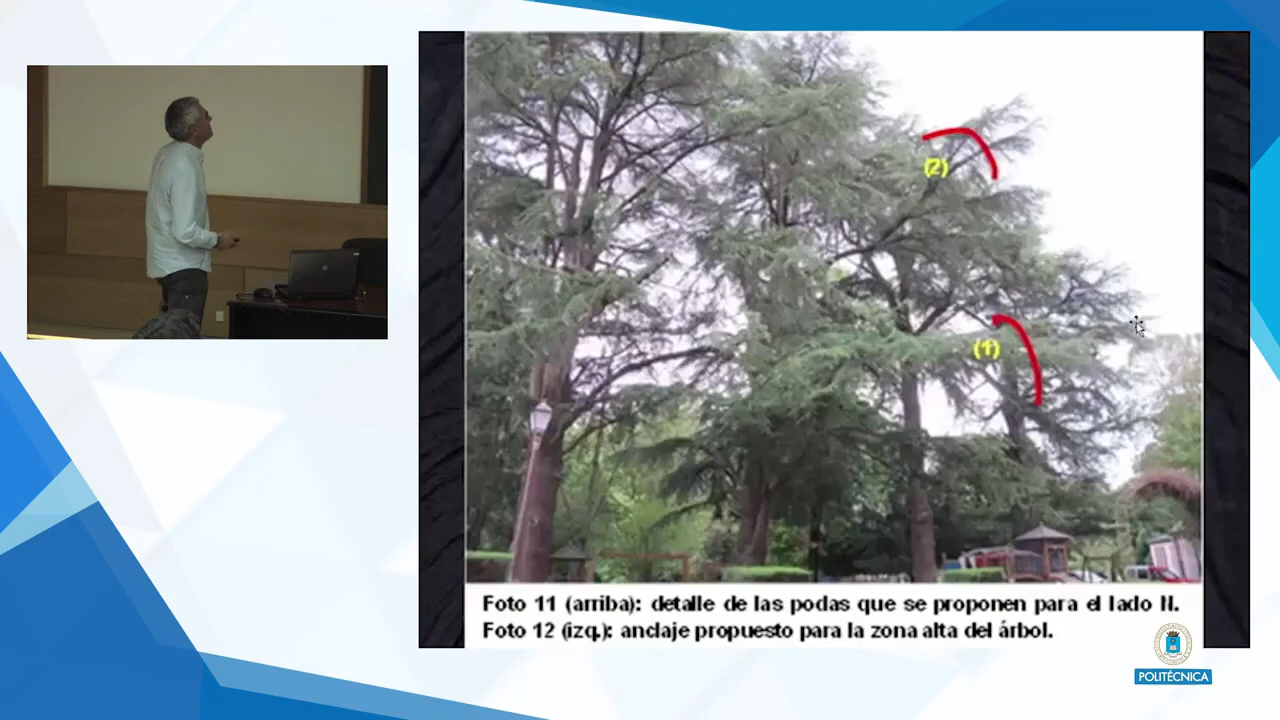 (2)
(1)
Foto 11 (arriba): detalle de las podas que se proponen para el lado N.
Foto 12 (izq.): anclaje propuesto para la zona alta del árbol.
POLITÉCNICA